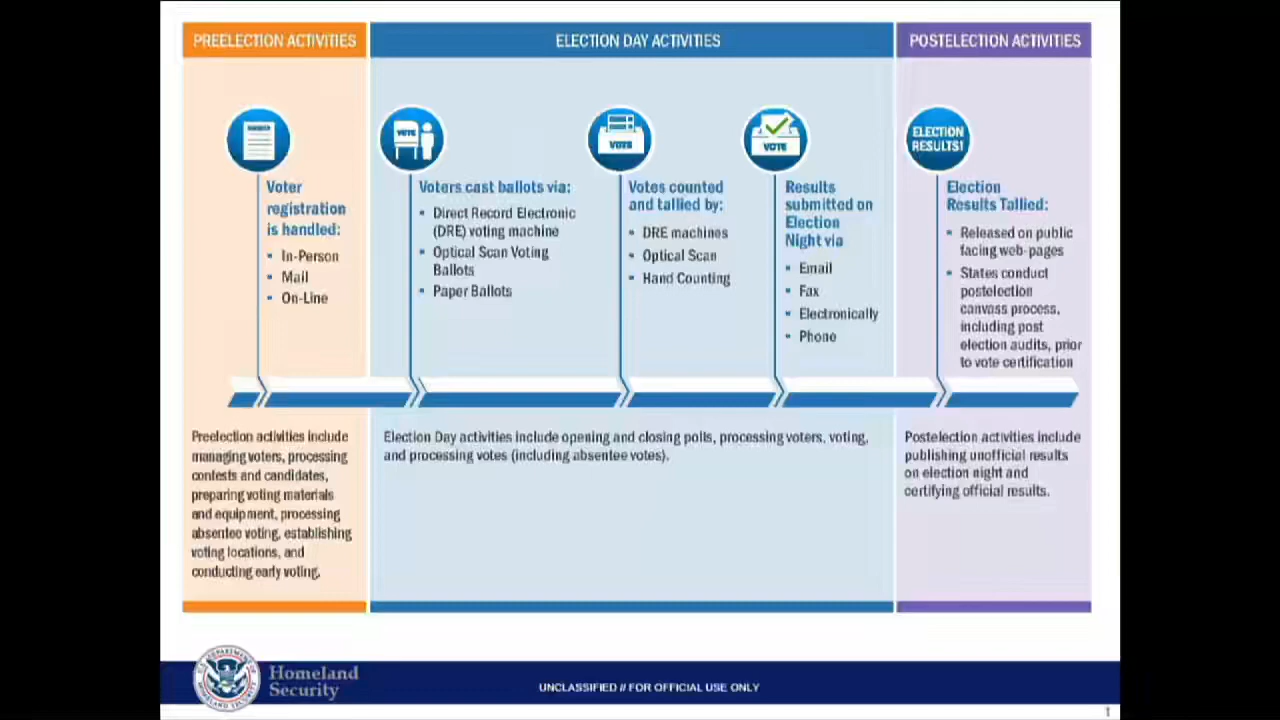 PREELECTION ACTIVITIES
ELECTION DAY ACTIVITIES
POSTELECTION ACTIVITIES
VOTE
VOTE
VOTE
ELECTION
RESULTS!
Voter
registration
is handled:
In-Person
Mail
On-Line
Voters cast ballots via:
Direct Record Electronic
(DRE) voting machine
Optical Scan Voting
Ballots
Paper Ballots
Votes counted
and tallied by:
DRE machines
Optical Scan
Hand Counting
Results
submitted on
Election
Night via
Email
Fax
Electronically
Phone
Election
Results Tallied:
Released on public
facing web-pages
States conduct
postelection
canvass process,
including post
election audits, prior
to vote certification
Preelection activities include
managing voters, processing
contests and candidates,
preparing voting materials
and equipment, processing
absentee voting, establishing
voting locations, and
conducting early voting.
Election Day activities include opening and closing polls, processing voters, voting,
and processing votes (including absentee votes).
Postelection activities include
publishing unofficial results
on election night and
certifying official results.
Homeland
Security
UNCLASSIFIED // FOR OFFICIAL USE ONLY
1